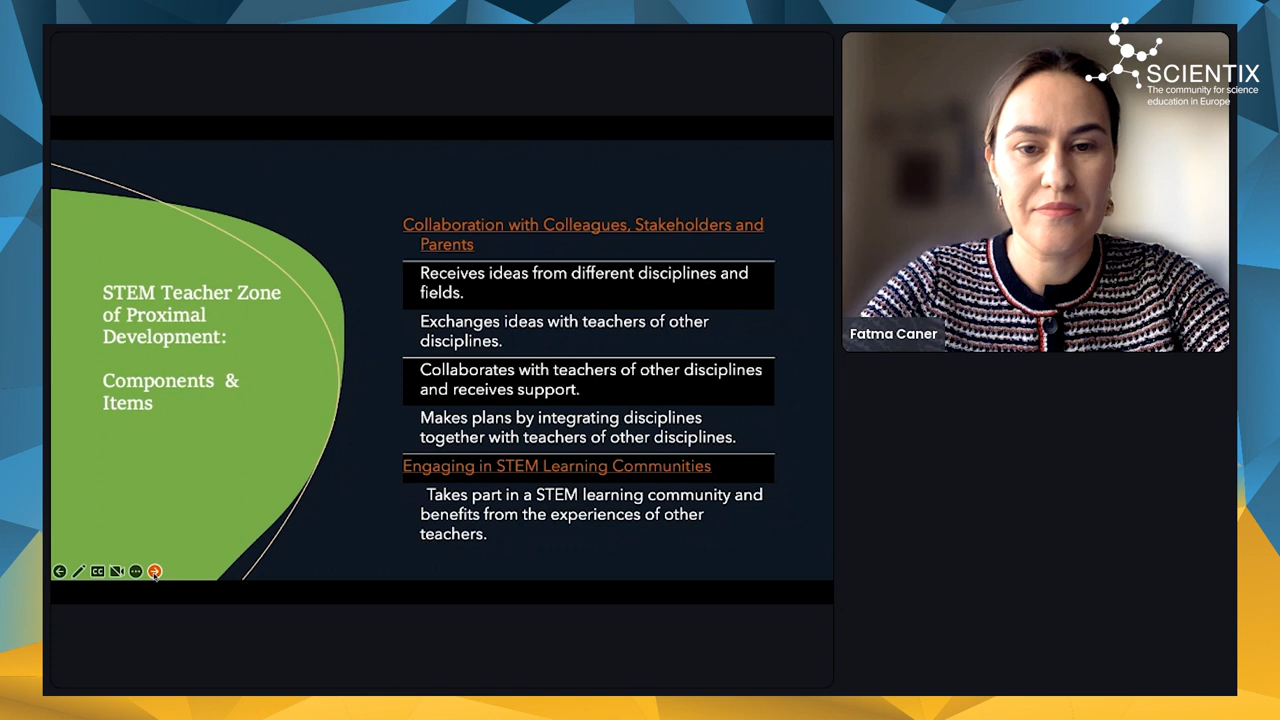 STEM Teacher Zone
of Proximal
Development:
Components & 
Items
Collaboration with Colleagues, Stakeholders and
Parents
Receives ideas from different disciplines and
fields.
Exchanges ideas with teachers of other
disciplines.
Collaborates with teachers of other disciplines
and receives support.
Makes plans by integrating disciplines
together with teachers of other disciplines.
Engaging in STEM Learning Communities
Takes part in a STEM learning community and
benefits from the experiences of other
teachers.
CC
Fatma Caner
SCIENTIX
The community for science
education in Europe